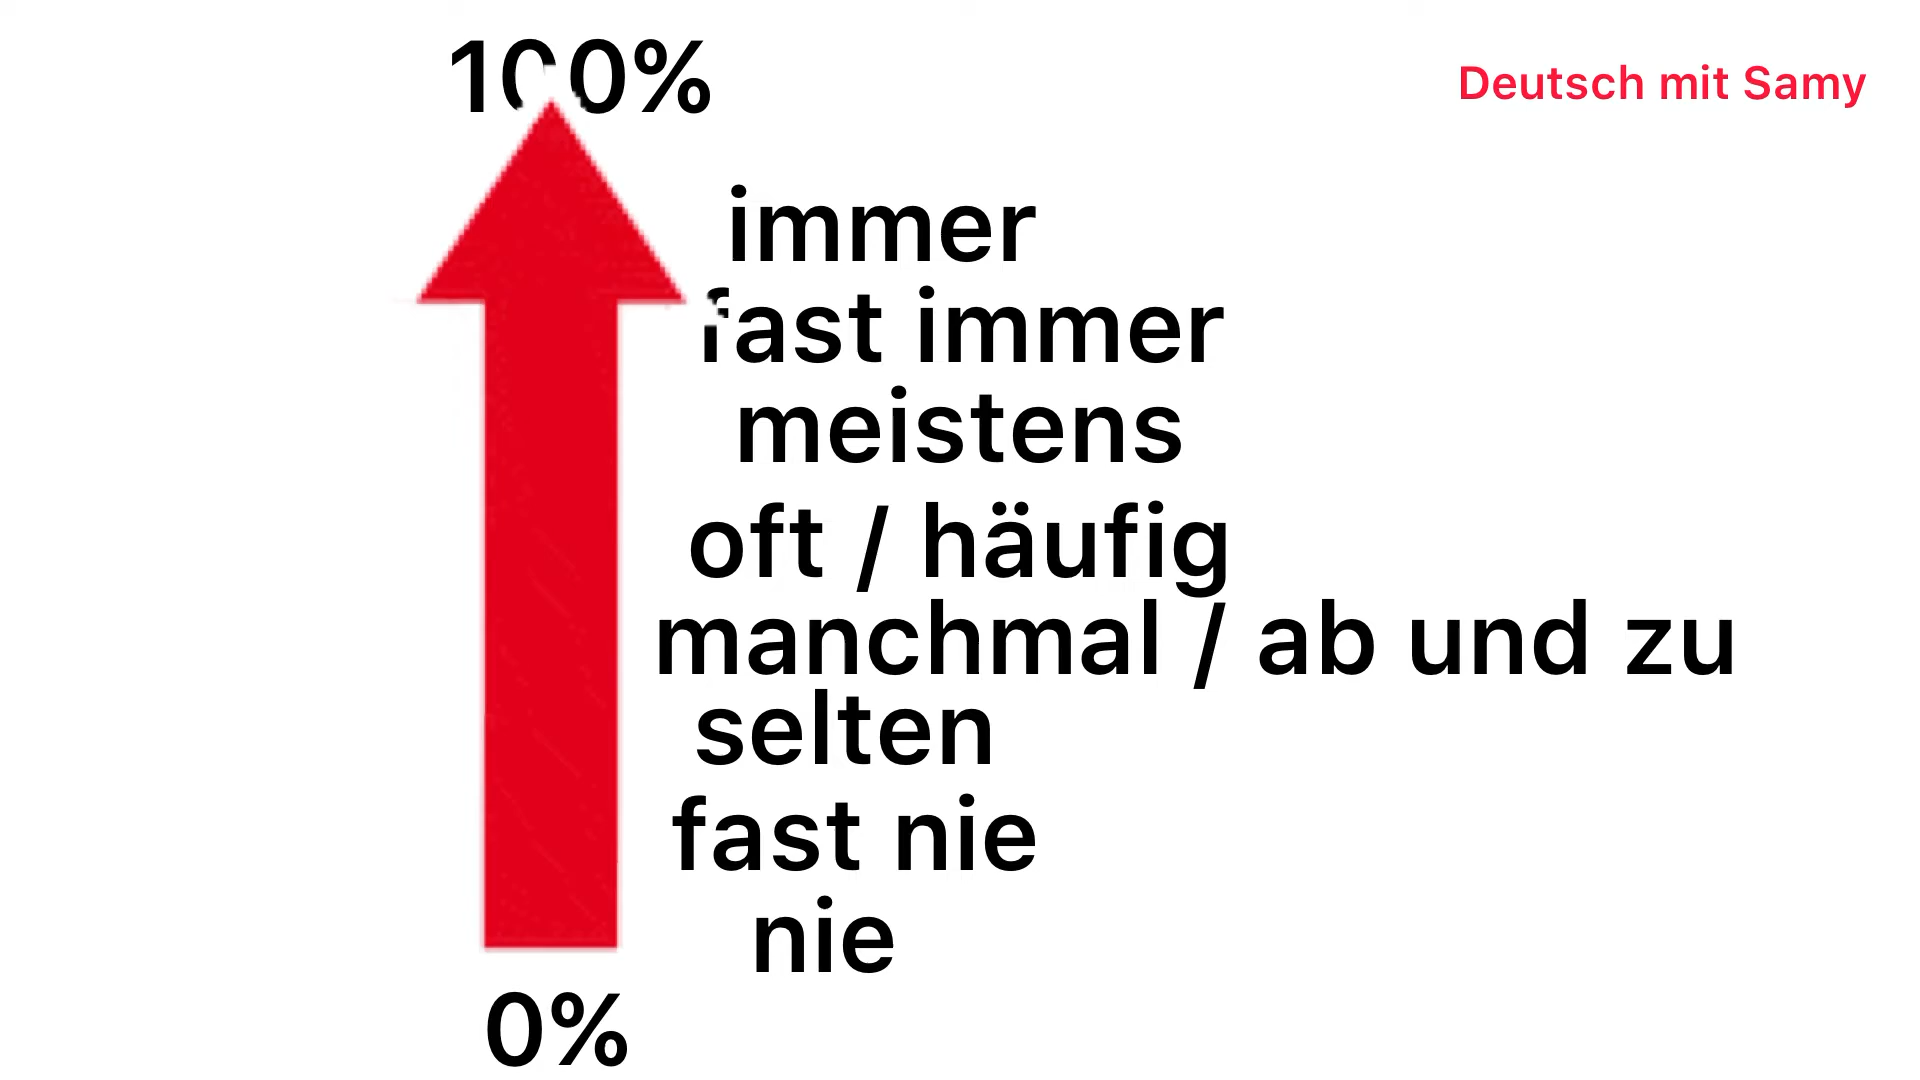 100%
Deutsch mit Samy
immer
fast immer
meistens
oft / häufig
manchmal / ab und zu
selten
fast nie
nie
0%